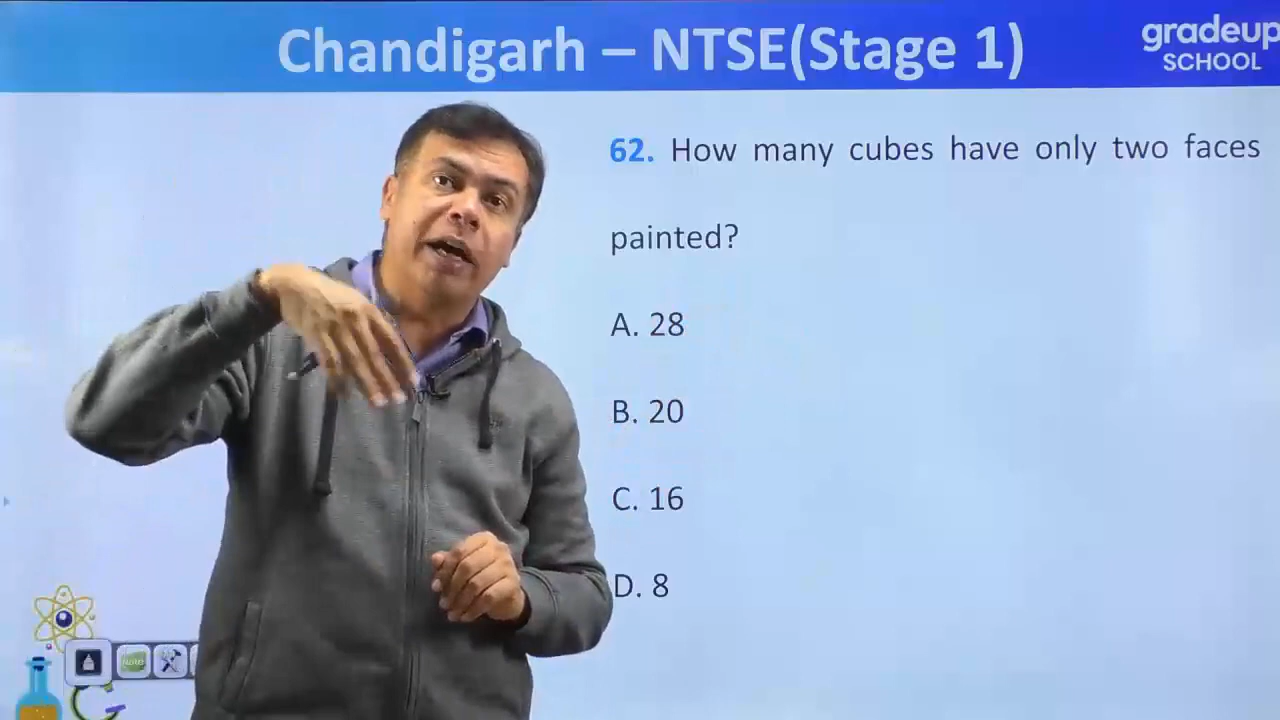 Chandigarh – NTSE(Stage 1)
gradeup
SCHOOL
62. How many cubes have only two faces
painted?
A. 28
B. 20
C. 16
D. 8